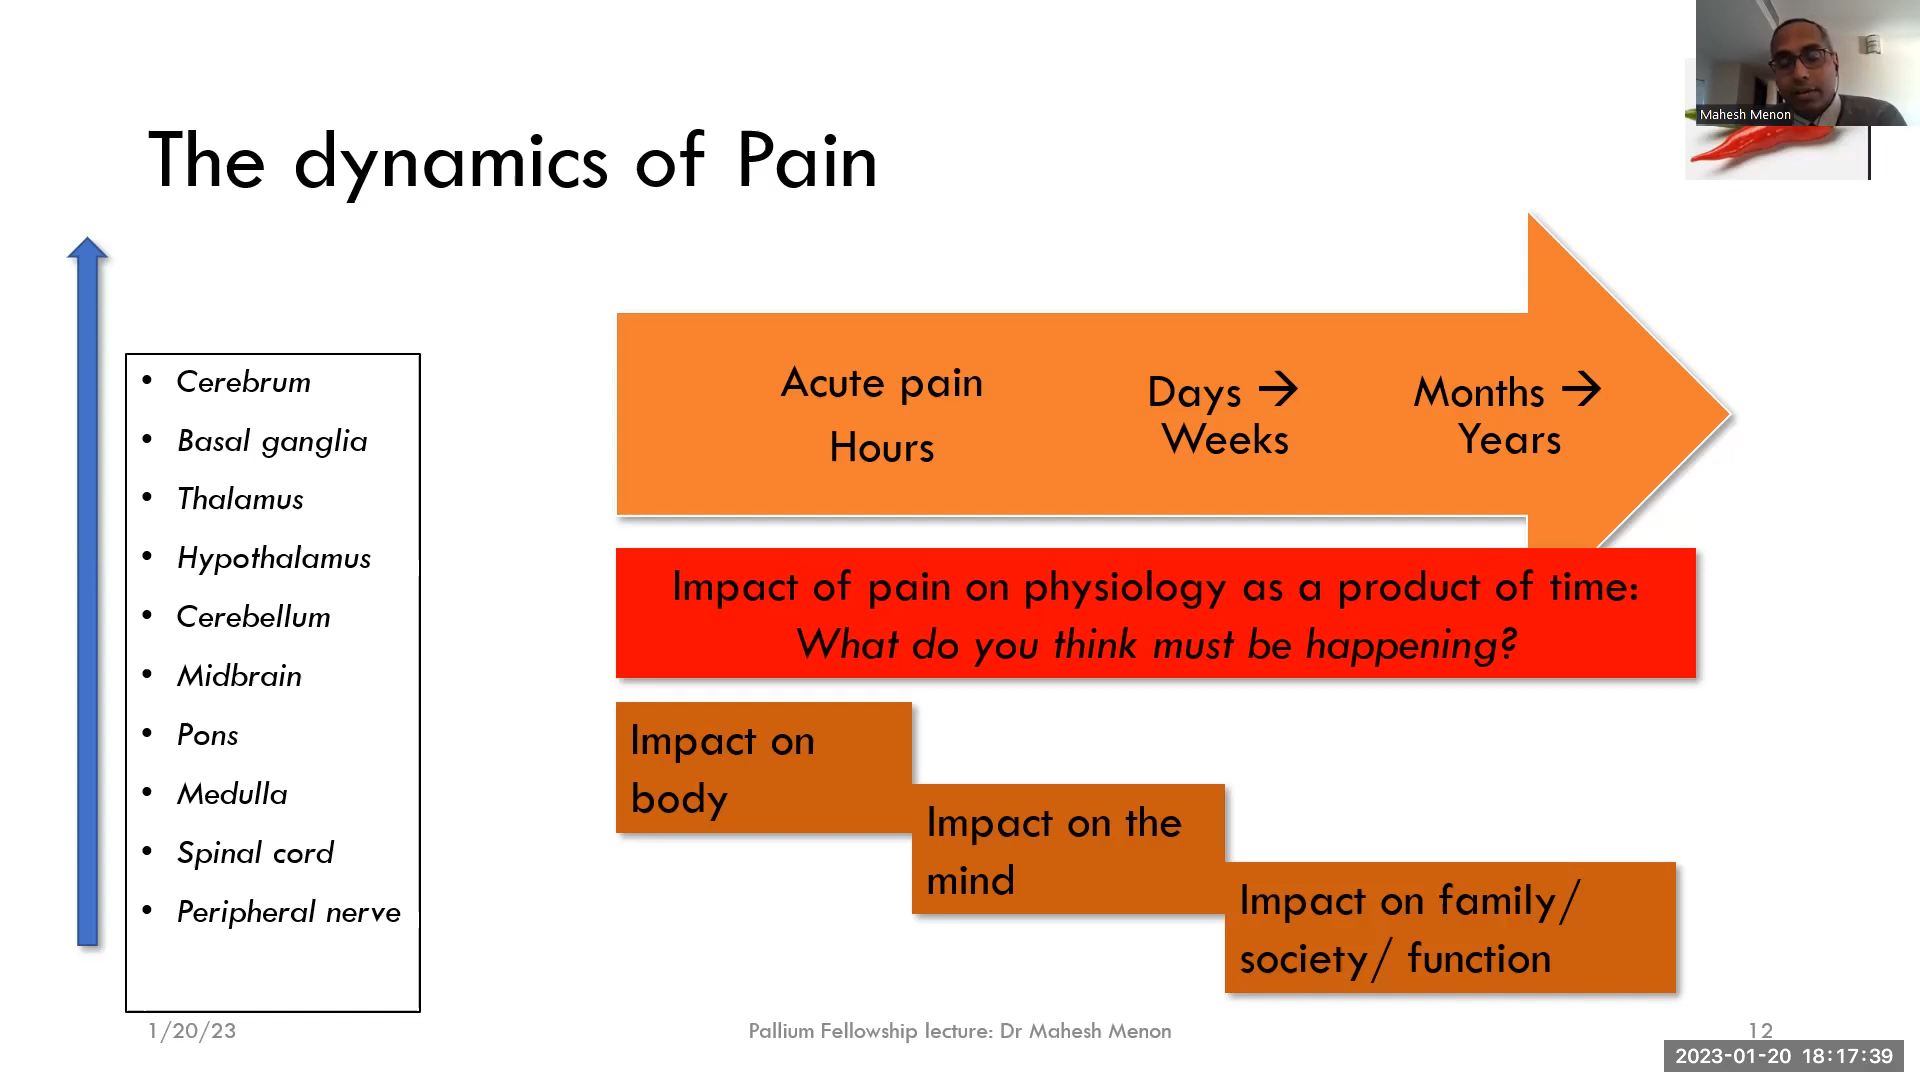 Mahesh Menon
The dynamics of Pain
• Cerebrum
• Basal ganglia
• Thalamus
• Hypothalamus
• Cerebellum
• Midbrain
• Pons
• Medulla
• Spinal cord
• Peripheral nerve
Acute pain
Hours
Days →
Weeks
Months →
Years
Impact of pain on physiology as a product of time:
What do you think must be happening?
Impact on
body
Impact on the
mind
Impact on family/
society/ function
1/20/23
Pallium Fellowship lecture: Dr Mahesh Menon
12
2023-01-20 18:17:39